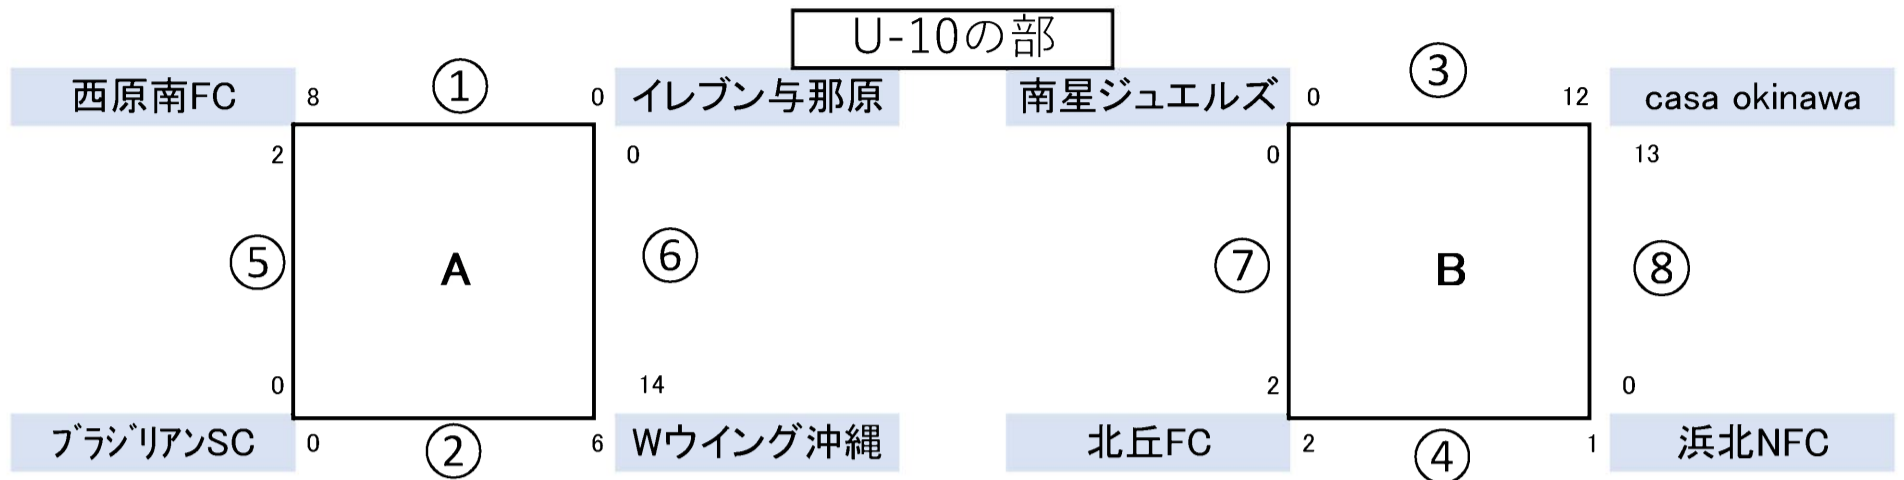 U-10の部
西原南FC 8 ① 0 イレブン与那原 南星ジュエルズ 0 ③ 12 casa okinawa
2 0 0 13
⑤ A ⑥ ⑦ B ⑧
0 14 2 0
ブラジリアンSC 0 ② 6 Wウイング沖縄 北丘FC 2 ④ 1 浜北NFC